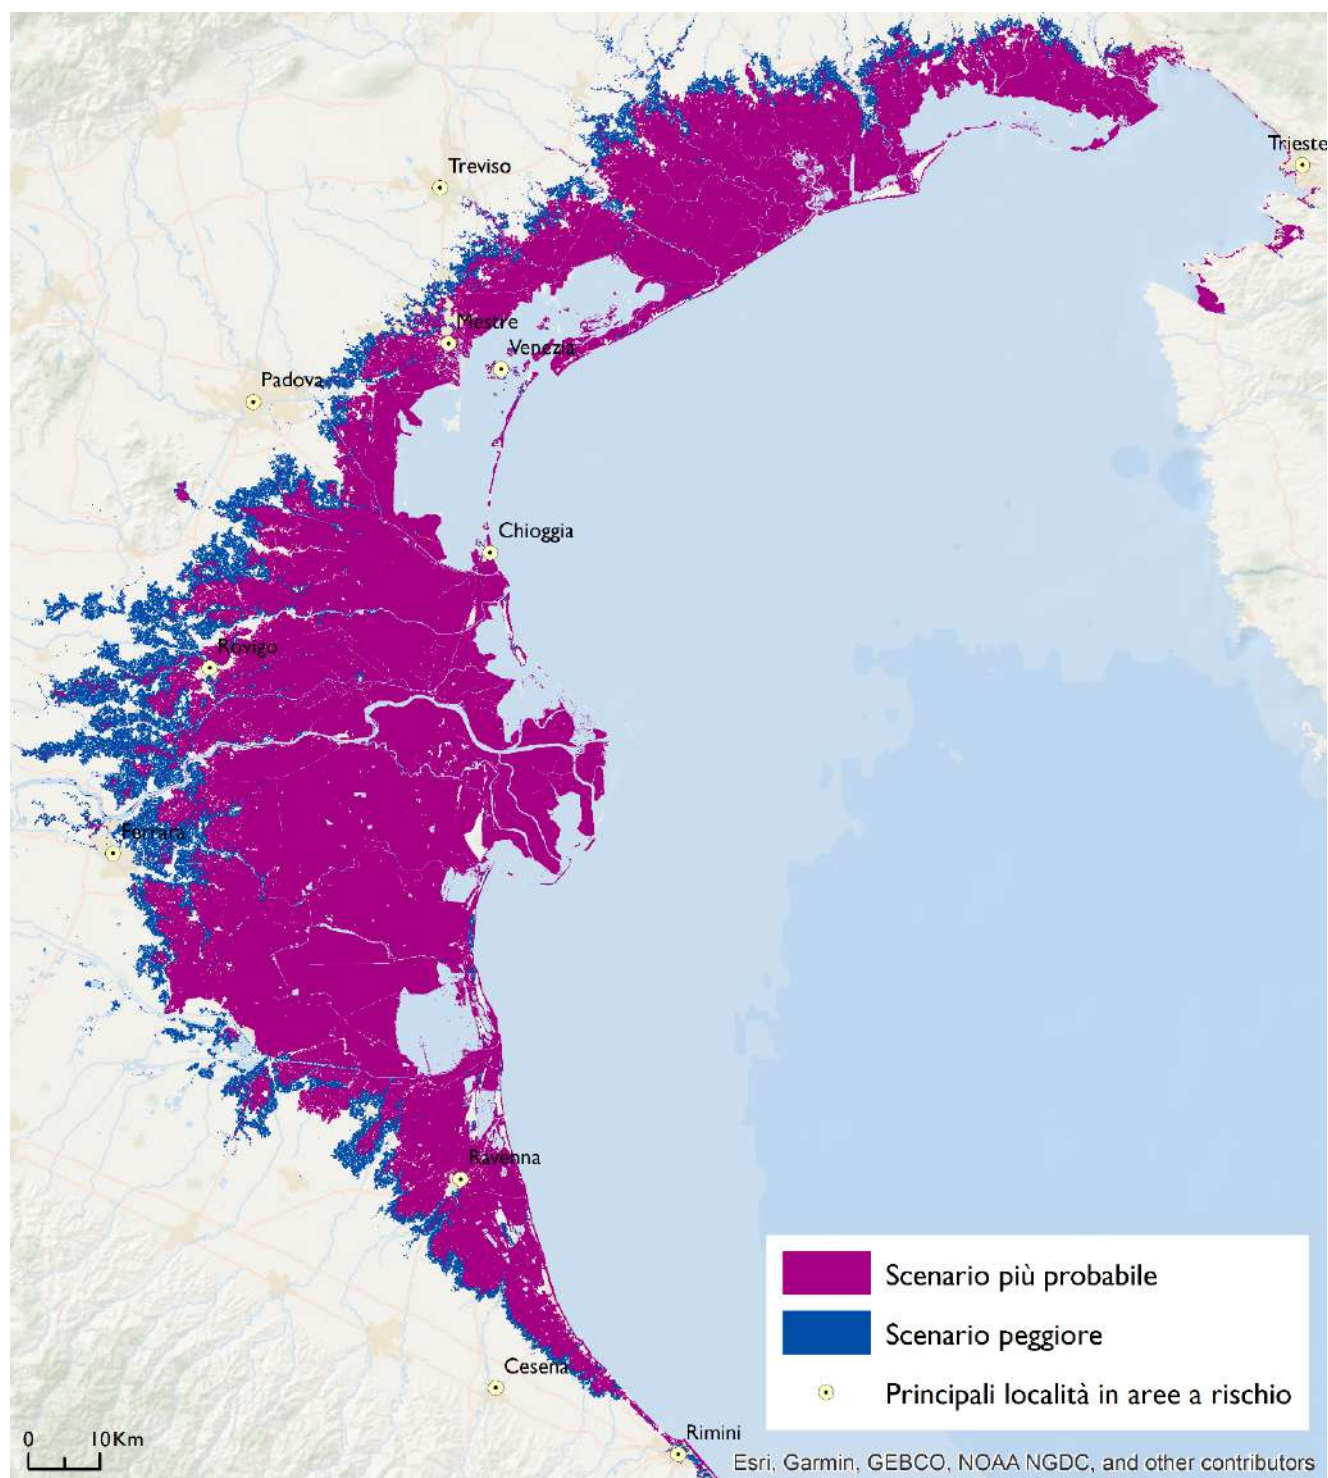 Trieste
Treviso
Mestre
Venezia
Padova
Chioggia
Rovigo
Ferrara
Ravenna
Scenario più probabile
Scenario peggiore
Cesena
Principali località in aree a rischio
Rimini
0 10Km
Esri, Garmin, GEBCO, NOAA NGDC, and other contributors